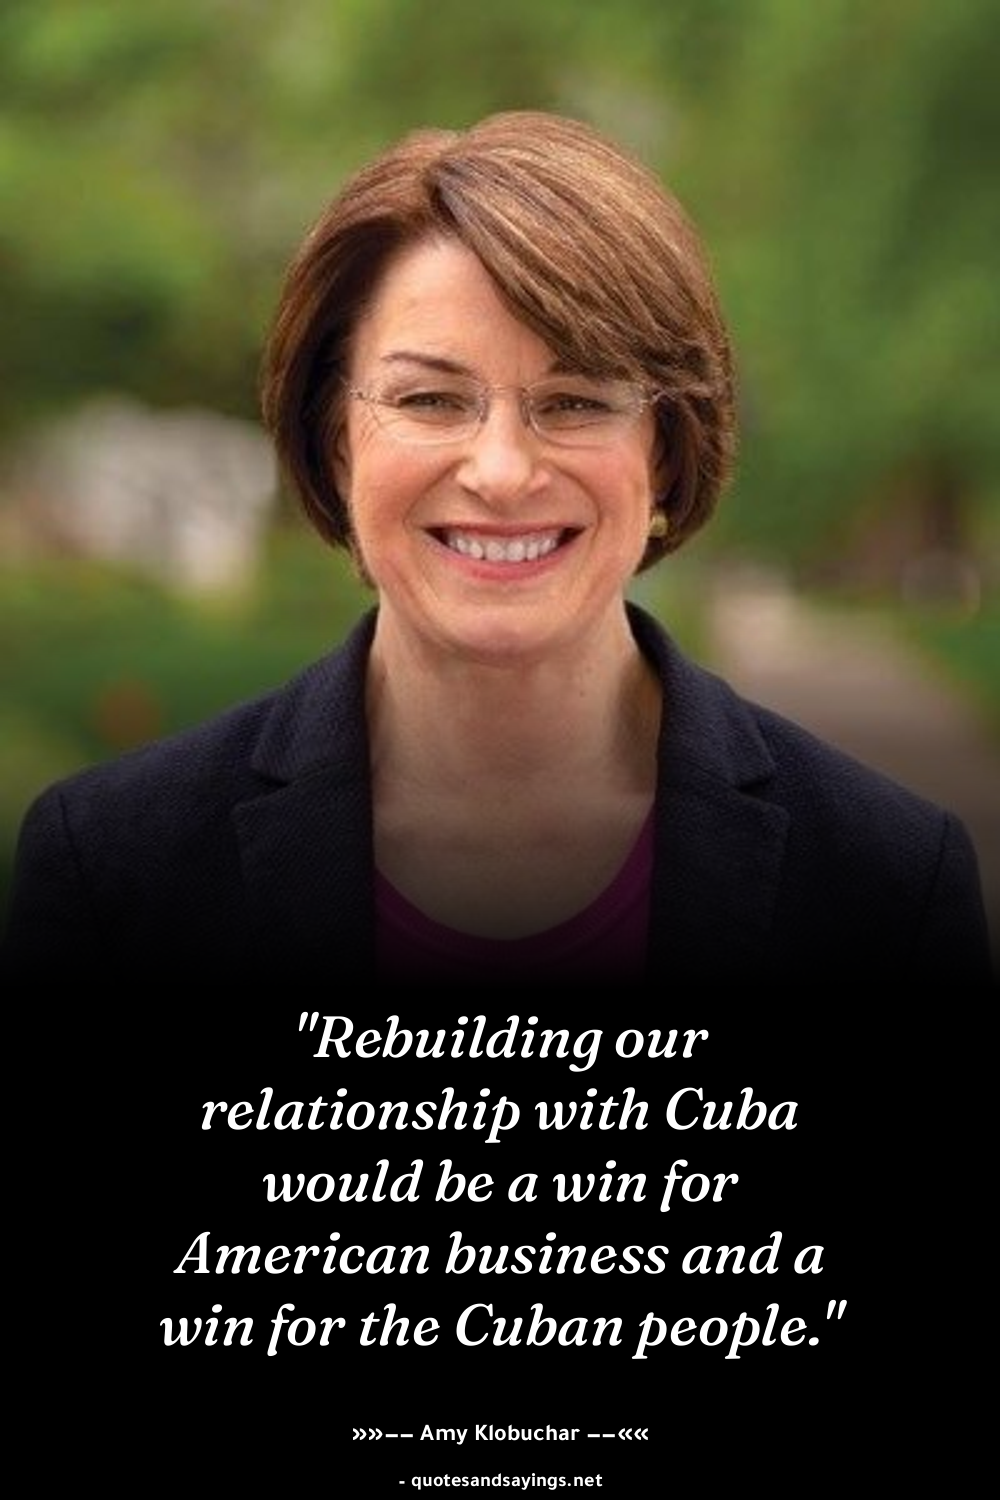 "Rebuilding our
relationship with Cuba
would be a win for
American business and a
win for the Cuban people."
»»–– Amy Klobuchar ––««
- quotesandsayings.net